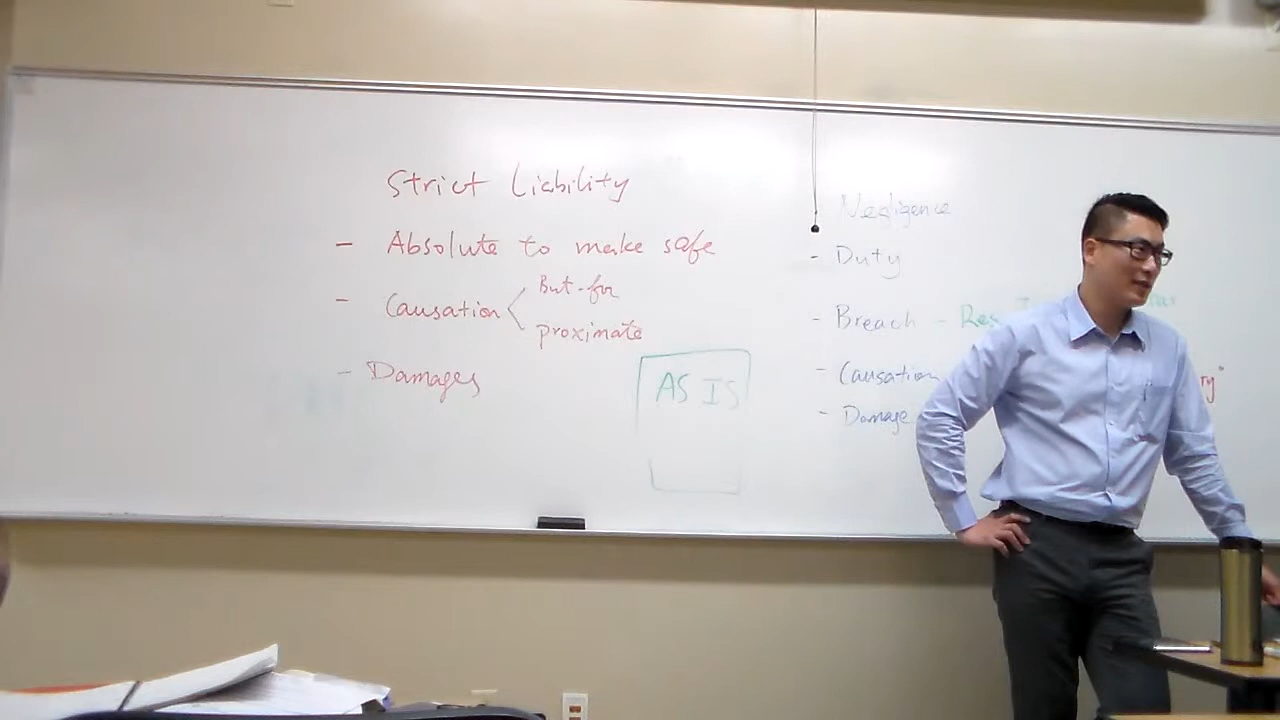 Strict Liability
- Absolute to make safe
- Causation < But-for
proximate
- Damages
AS IS
Negligence
- Duty
- Breach - Res
- Causation
- Damage